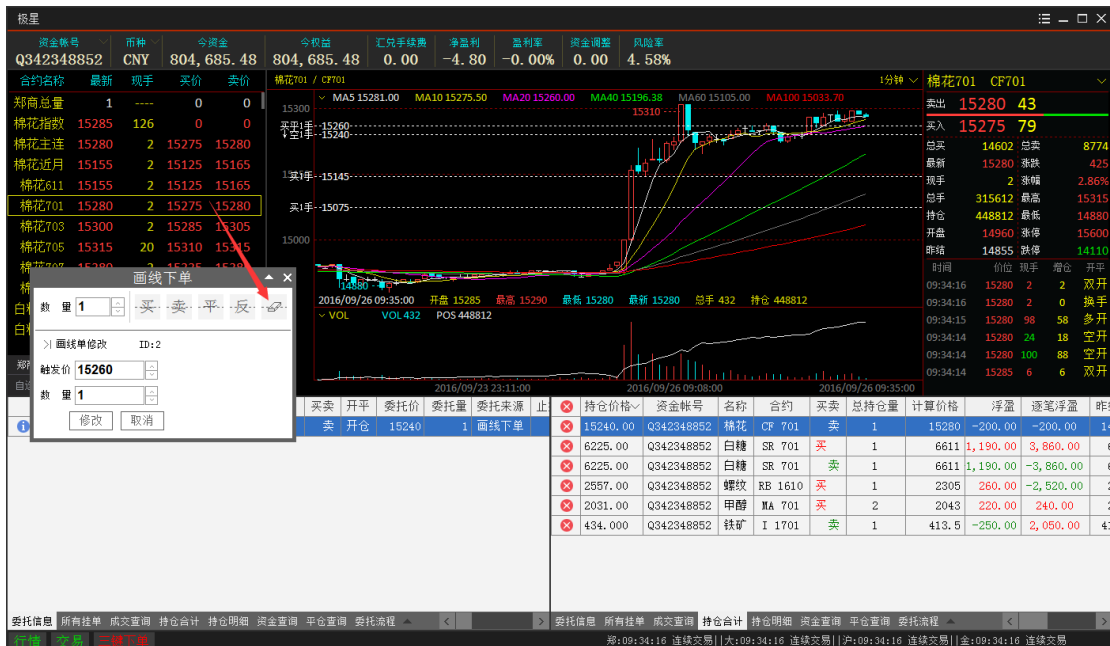 极星
资金帐号 币种 今资金 今权益 汇兑手续费 净盈利 盈利率 资金调整 风险率
Q342348852 CNY 804,685.48 804,685.48 0.00 -4.80 -0.00% 0.00 4.58%
合约名称 最新 现手 买价 卖价
郑商总量 1 ---- 0 0
棉花指数 15285 126 0 0
棉花主连 15280 2 15275 15280
棉花近月 15155 2 15125 15165
棉花611 15155 2 15125 15165
棉花701 15280 2 15275 15280
棉花703 15300 2 15285 15305
棉花705 15315 20 15310
棉花701 / CF701 1分钟
MA5 15281.00 MA10 15275.50 MA20 15260.00 MA40 15196.38 MA60 15105.00 MA100 15033.70
15300
15310
买平1手 15260
15240
买1手 15145
买1手 15075
15000
14880
2016/09/26 09:35:00 开盘 15285 最高 15290 最低 15280 最新 15280 总手 432 持仓 448812
VOL VOL 432 POS 448812
2016/09/23 23:11:00 2016/09/26 09:08:00 2016/09/26 09:35:00
棉花701 CF701
卖出 15280 43
买入 15275 79
总买 14602 总卖 8774
最新 15280 涨跌 425
现手 2 涨幅 2.86%
总手 315612 最高 15315
持仓 448812 最低 14880
开盘 14960 涨停 15600
昨结 14855 跌停 14110
时间 价位 现手 增仓 开平
09:34:16 15280 2 2 双开
09:34:16 15280 2 0 换手
09:34:15 15280 98 58 多开
09:34:14 15280 24 18 空开
09:34:14 15280 100 88 空开
09:34:14 15285 6 6 双开
画线下单
数 量 1 买 卖 平 反
画线单修改 ID:2
触发价 15260
数 量 1
修改 取消
买卖 开平 委托价 委托量 委托来源 止
卖 开仓 15240 1 画线下单
持仓价格 资金帐号 名称 合约 买卖 总持仓量 计算价格 浮盈 逐笔浮盈
15240.00 Q342348852 棉花 CF 701 卖 1 15280 -200.00 -200.00
6225.00 Q342348852 白糖 SR 701 买 1 6611 1,190.00 3,860.00
6225.00 Q342348852 白糖 SR 701 卖 1 6611 1,190.00 -3,860.00
2557.00 Q342348852 螺纹 RB 1610 买 1 2305 260.00 -2,520.00
2031.00 Q342348852 甲醇 MA 701 买 2 2043 220.00 240.00
434.000 Q342348852 铁矿 I 1701 卖 1 413.5 -250.00 2,050.00
委托信息 所有挂单 成交查询 持仓合计 持仓明细 资金查询 平仓查询 委托流程
委托信息 所有挂单 成交查询 持仓合计 持仓明细 资金查询 平仓查询 委托流程
行情 交易 三键下单
郑:09:34:16 连续交易||大:09:34:16 连续交易||沪:09:34:16 连续交易||金:09:34:16 连续交易